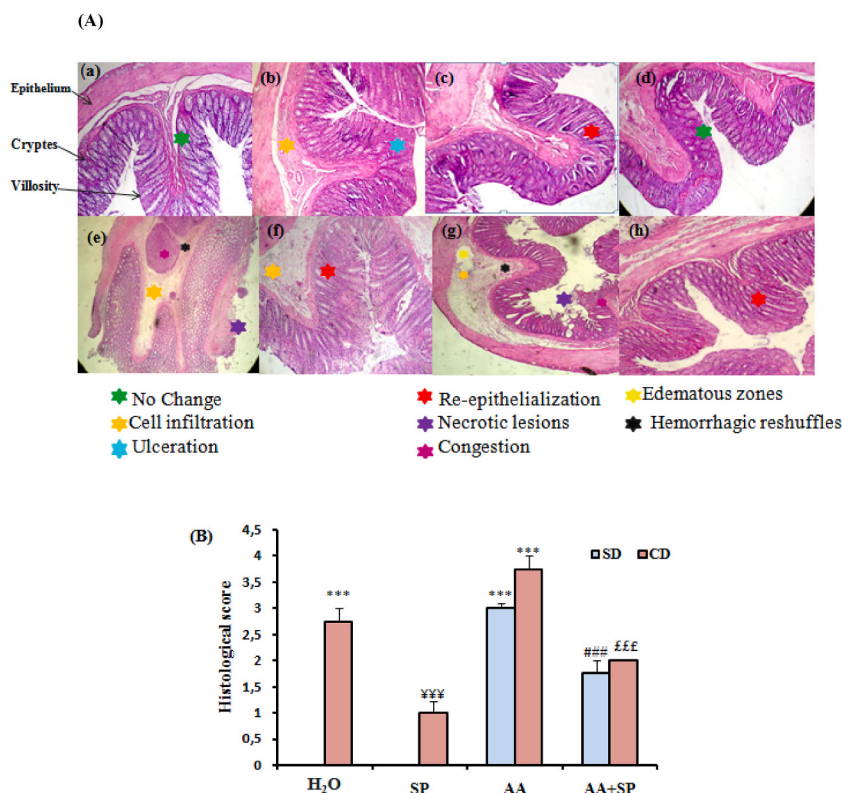 (A)
(a) (b) (c) (d)
Epithelium
Cryptes
Villosity
(e) (f) (g) (h)
No Change Re-epithelialization Edematous zones
Cell infiltration Necrotic lesions Hemorrhagic reshuffles
Ulceration Congestion
(B)
Histological score
4,5
4
3,5
3
2,5
2
1,5
1
0,5
0
*** ¥¥¥ *** *** ### £££
SD CD
H₂O SP AA AA+SP